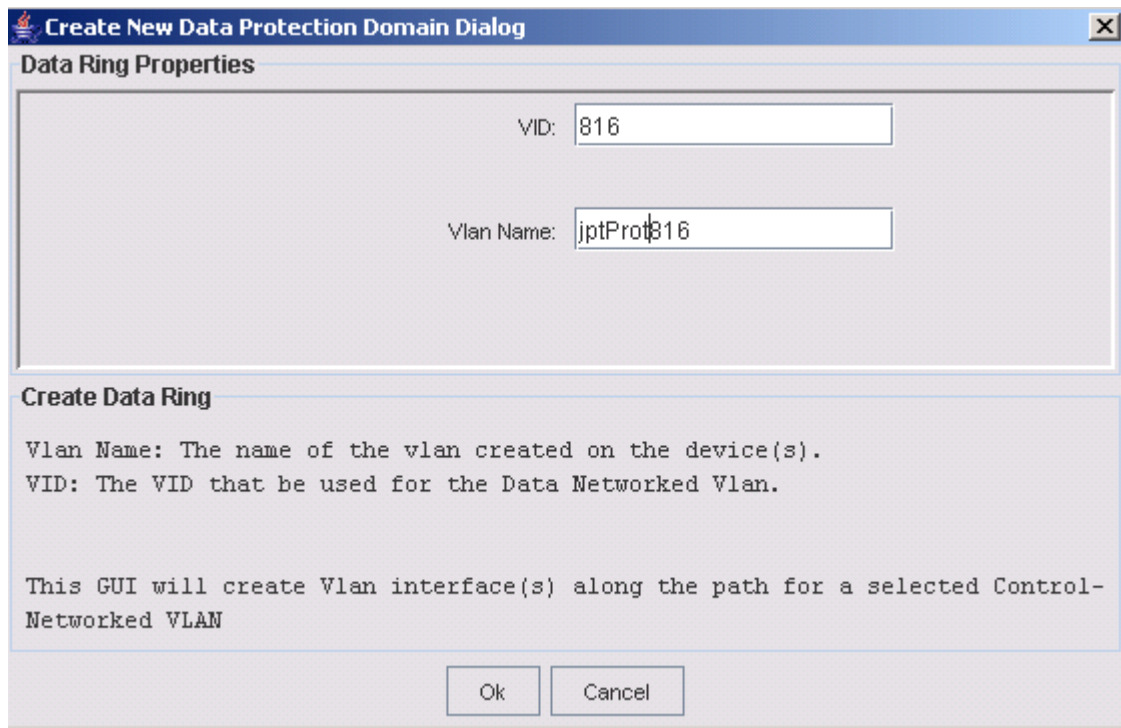 Create New Data Protection Domain Dialog
Data Ring Properties
VID: 816
Vlan Name: jptProt816
Create Data Ring
Vlan Name: The name of the vlan created on the device(s).
VID: The VID that be used for the Data Networked Vlan.
This GUI will create Vlan interface(s) along the path for a selected Control-
Networked VLAN
Ok Cancel